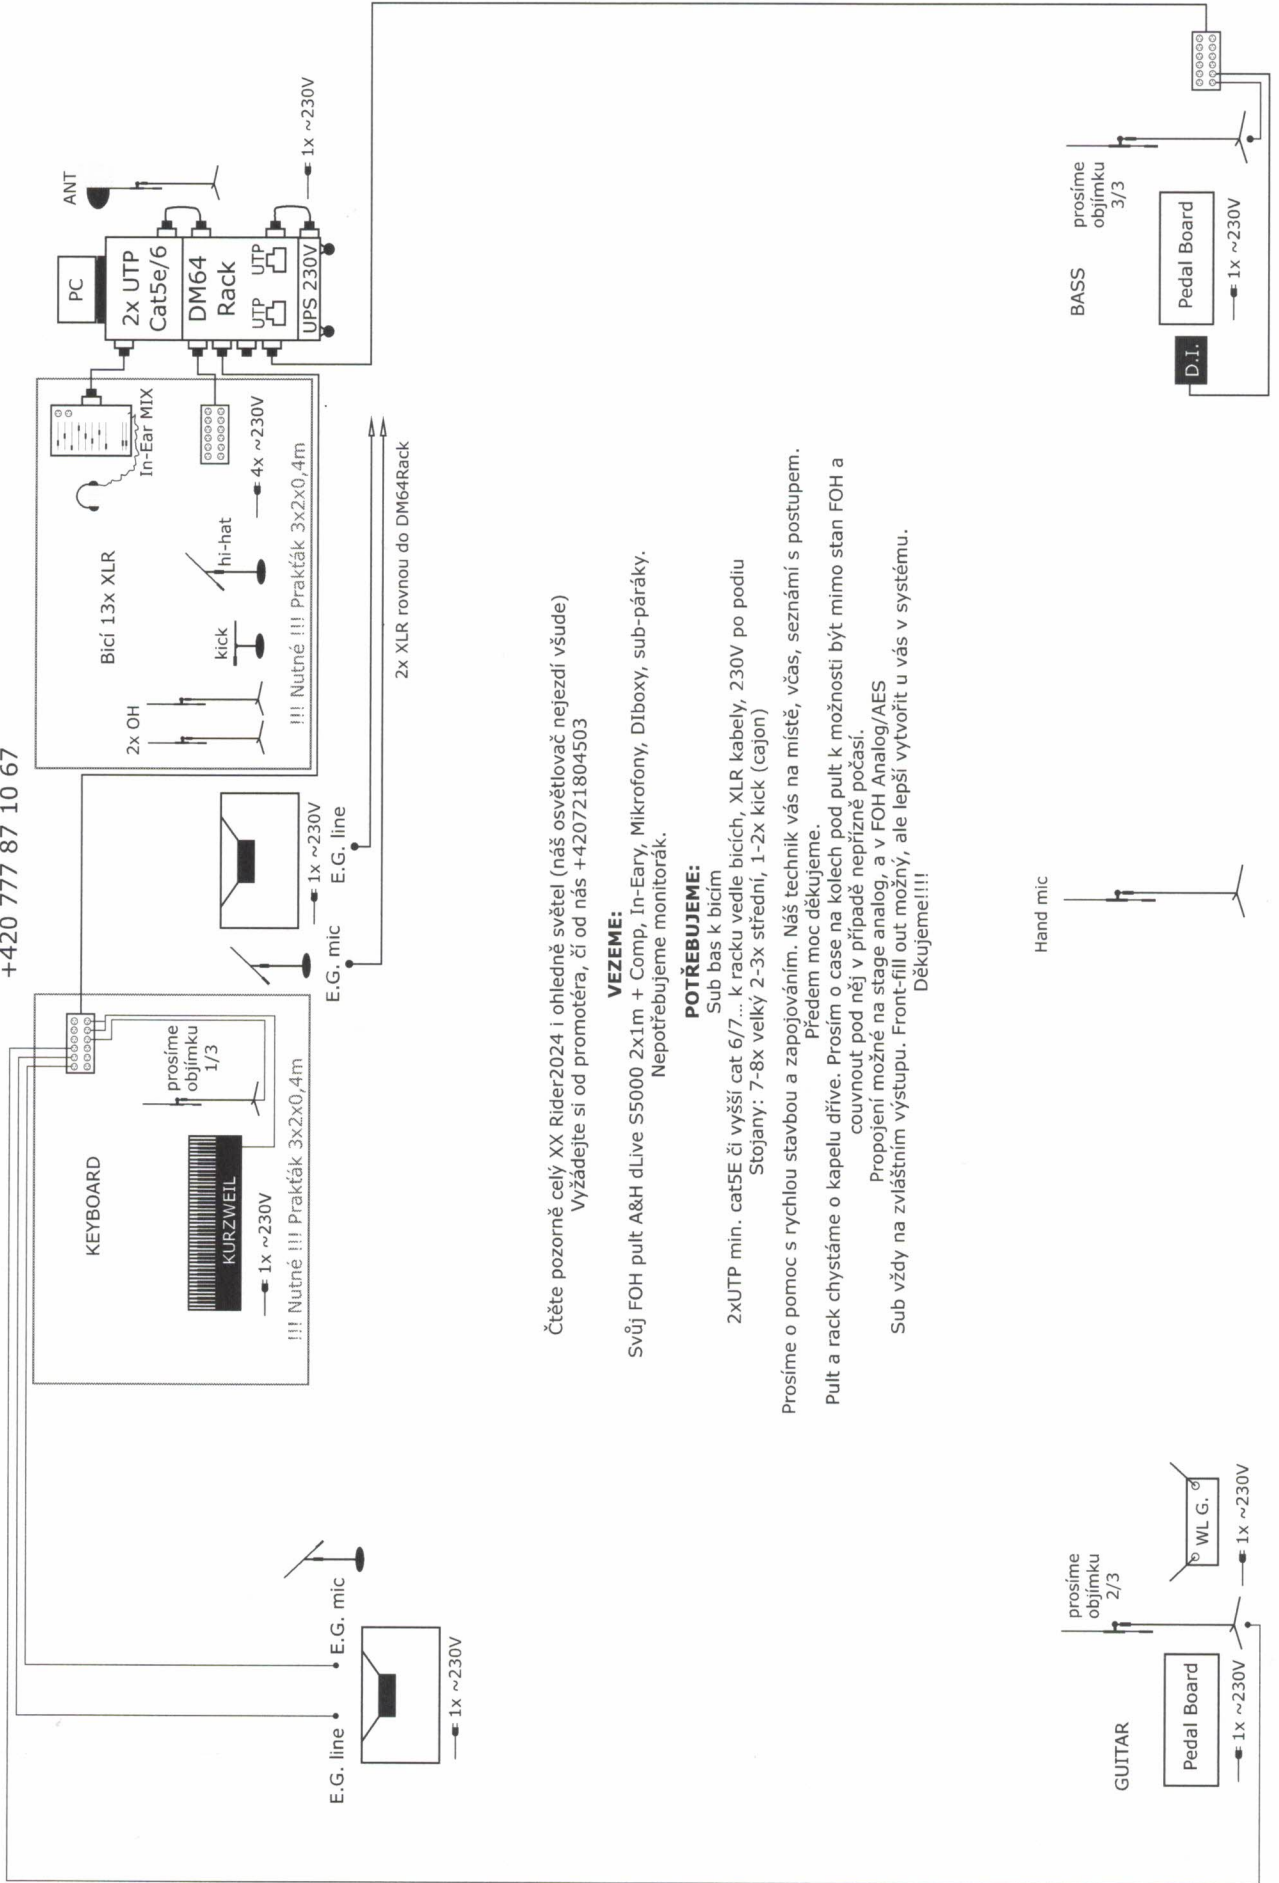 +420 777 87 10 67
KEYBOARD
KURZWEIL
1x ~230V
prosíme
objímku
1/3
!!! Nutné !!! Prakťák 3x2x0,4m
E.G. mic
1x ~230V
E.G. line
2x OH
kick
hi-hat
Bicí 13x XLR
In-Ear MIX
4x ~230V
!!! Nutné !!! Prakťák 3x2x0,4m
2x XLR rovnou do DM64Rack
PC
ANT
2x UTP
Cat5e/6
DM64
Rack
UTP
UTP
UPS 230V
1x ~230V
E.G. line
E.G. mic
1x ~230V
Čtěte pozorně celý XX Rider2024 i ohledně světel (náš osvětlovač nejezdí všude)
Vyžádejte si od promotéra, či od nás +420721804503
VEZEME:
Svůj FOH pult A&H dLive S5000 2x1m + Comp, In-Eary, Mikrofony, DIboxy, sub-páráky.
Nepotřebujeme monitorák.
POTŘEBUJEME:
Sub bas k bicím
2xUTP min. cat5E či vyšší cat 6/7... k racku vedle bicích, XLR kabely, 230V po podiu
Stojany: 7-8x velký 2-3x střední, 1-2x kick (cajon)
Prosíme o pomoc s rychlou stavbou a zapojováním. Náš technik vás na místě, včas, seznámí s postupem.
Předem moc děkujeme.
Pult a rack chystáme o kapelu dříve. Prosím o case na kolech pod pult k možnosti být mimo stan FOH a
couvnout pod něj v případě nepřízně počasí.
Propojení možné na stage analog, a v FOH Analog/AES
Sub vždy na zvláštním výstupu. Front-fill out možný, ale lepší vytvořit u vás v systému.
Děkujeme!!!!
GUITAR
Pedal Board
1x ~230V
prosíme
objímku
2/3
WL G.
1x ~230V
Hand mic
BASS
D.I.
Pedal Board
1x ~230V
prosíme
objímku
3/3